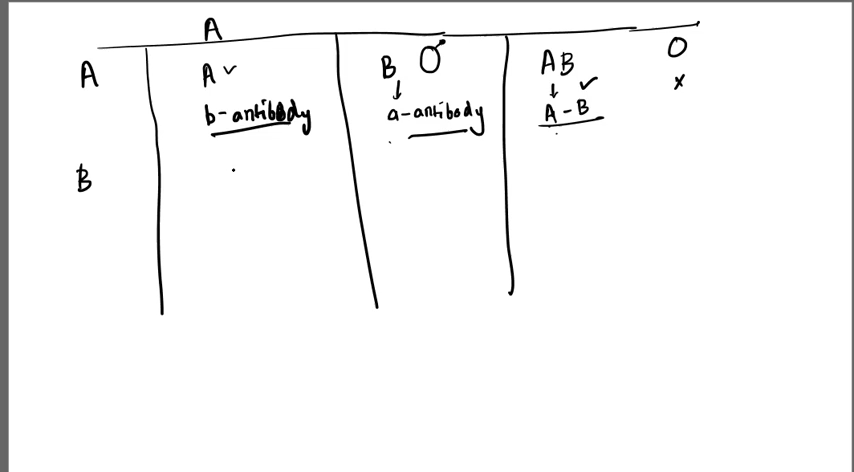 A
A A ✓ B O AB O
↓ ↓ ✓ x
b-antibody a-antibody A-B
B